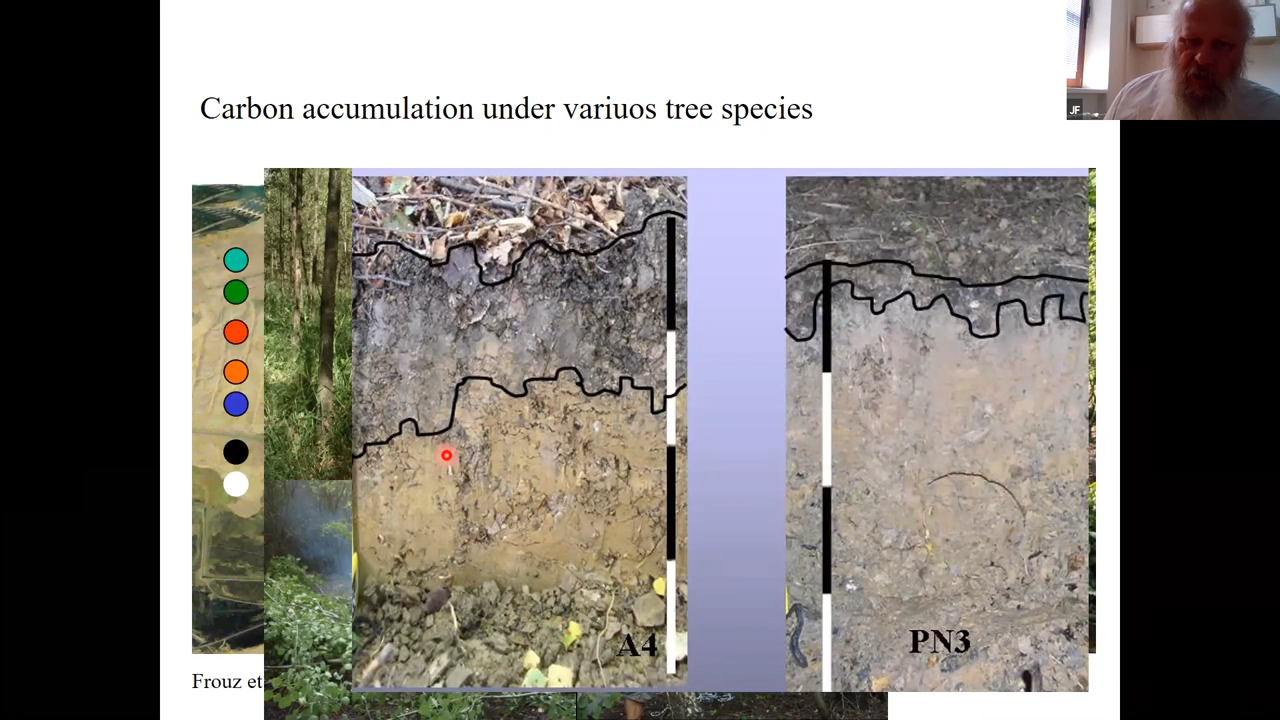 JF
Carbon accumulation under variuos tree species
A4
PN3
Frouz et